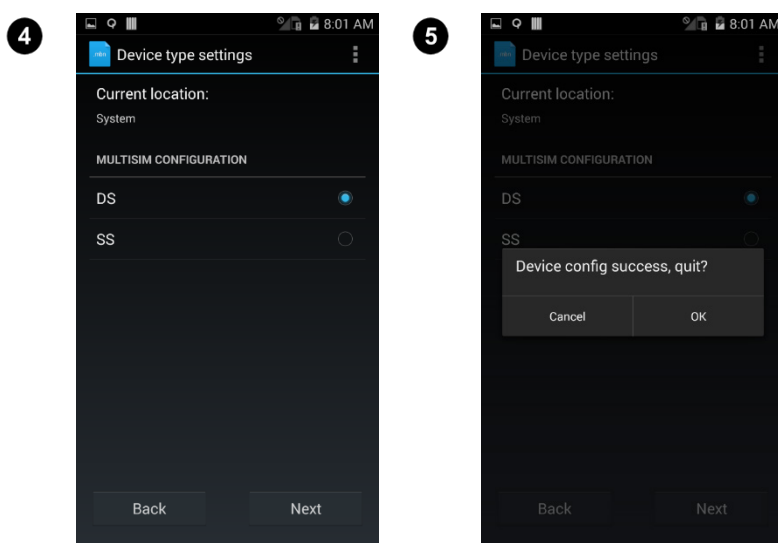 4
8:01 AM
Device type settings
Current location:
System
MULTISIM CONFIGURATION
DS
SS
Back Next
5
8:01 AM
Device type settings
Current location:
System
MULTISIM CONFIGURATION
DS
SS
Device config success, quit?
Cancel OK
Back Next